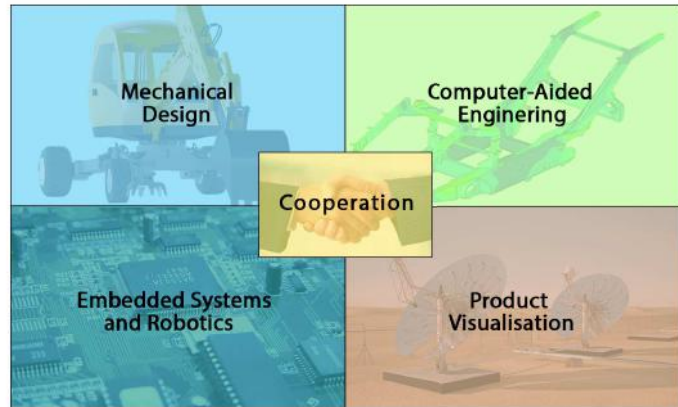 Mechanical
Design
Computer-Aided
Enginering
Cooperation
Embedded Systems
and Robotics
Product
Visualisation